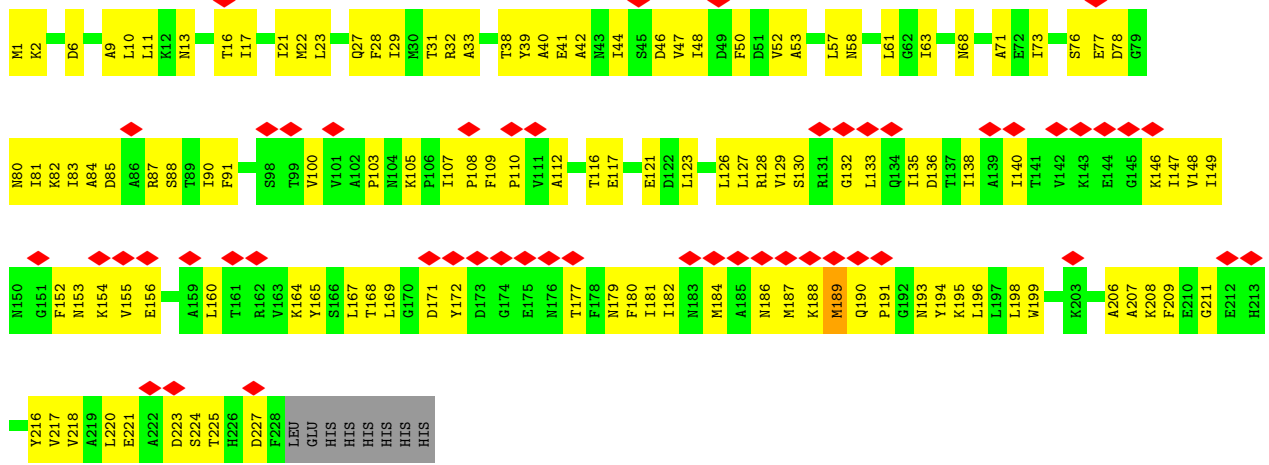 M1 K2 D6 A9 L10 L11 K12 N13 T16 I17 I21 M22 L23 Q27 F28 I29 M30 T31 R32 A33 T38 Y39 A40 E41 A42 N43 I44 S45 D46 V47 I48 D49 F50 D51 V52 A53 L57 N58 L61 G62 I63 N68 A71 E72 I73 S76 E77 D78 G79
N80 I81 K82 I83 A84 D85 A86 R87 S88 T89 I90 F91 S98 T99 V100 V101 A102 P103 N104 K105 P106 I107 P108 F109 P110 V111 A112 T116 E117 E121 D122 L123 L126 L127 R128 V129 S130 R131 G132 L133 Q134 I135 D136 T137 I138 A139 I140 T141 V142 K143 E144 G145 K146 I147 V148 I149
N150 G151 F152 N153 K154 V155 E156 A159 L160 T161 R162 V163 K164 Y165 S166 L167 T168 L169 G170 D171 Y172 D173 G174 E175 N176 T177 F178 N179 F180 I181 I182 N183 M184 A185 N186 M187 K188 M189 Q190 P191 G192 N193 Y194 K195 L196 L197 L198 W199 K203 A206 A207 K208 F209 E210 G211 E212 H213
Y216 V217 V218 A219 L220 E221 A222 D223 S224 T225 H226 D227 F228 LEU GLU HIS HIS HIS HIS HIS HIS